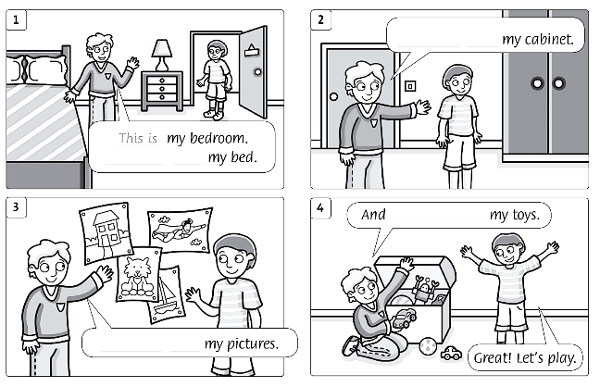 1
This is my bedroom.
my bed.
2
my cabinet.
3
my pictures.
4
And my toys.
Great! Let's play.